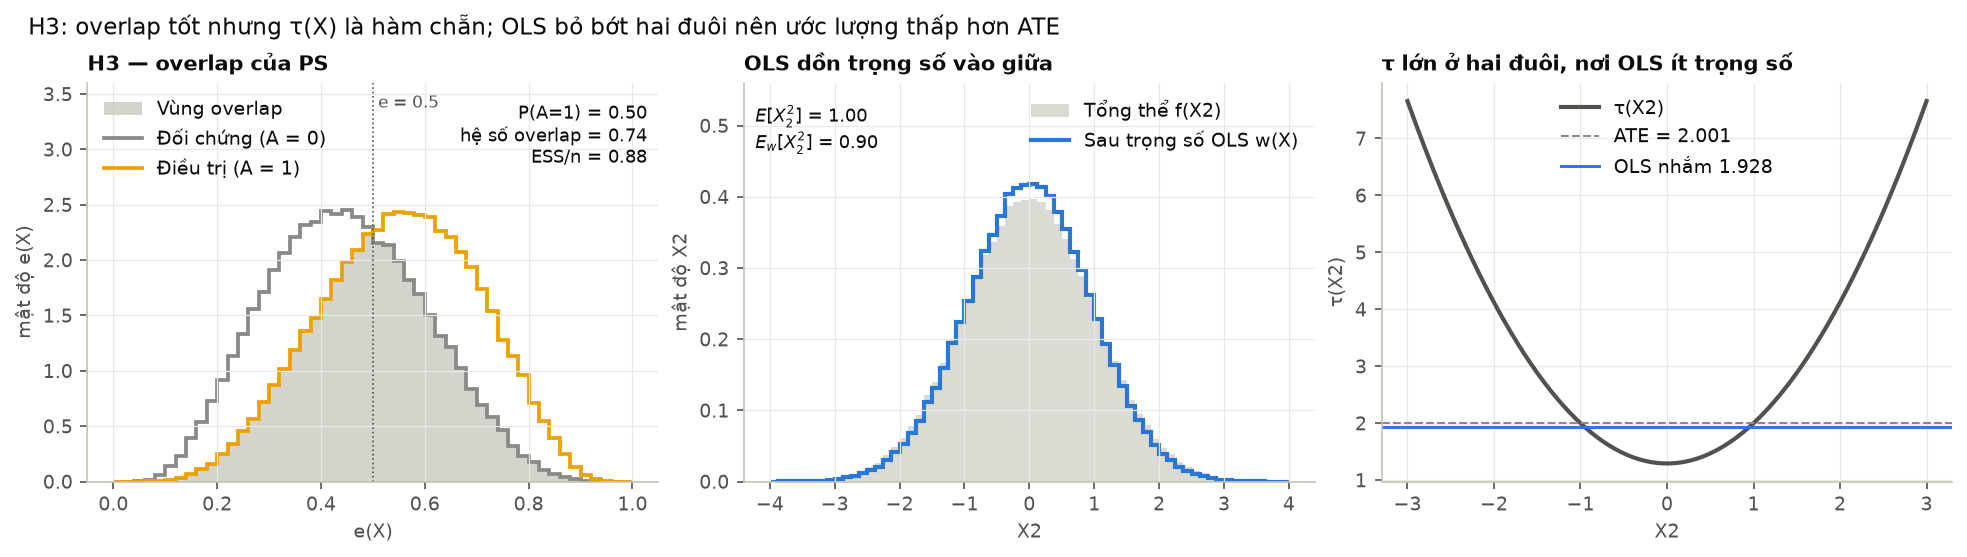 H3: overlap tốt nhưng τ(X) là hàm chẵn; OLS bỏ bớt hai đuôi nên ước lượng thấp hơn ATE
H3 — overlap của PS
Vùng overlap
Đối chứng (A = 0)
Điều trị (A = 1)
e = 0.5
P(A=1) = 0.50
hệ số overlap = 0.74
ESS/n = 0.88
3.5
3.0
2.5
2.0
1.5
1.0
0.5
0.0
mật độ e(X)
0.0 0.2 0.4 0.6 0.8 1.0
e(X)
OLS dồn trọng số vào giữa
E[X₂²] = 1.00
E_w[X₂²] = 0.90
Tổng thể f(X2)
Sau trọng số OLS w(X)
0.5
0.4
0.3
0.2
0.1
0.0
mật độ X2
−4 −3 −2 −1 0 1 2 3 4
X2
τ lớn ở hai đuôi, nơi OLS ít trọng số
τ(X2)
ATE = 2.001
OLS nhắm 1.928
7
6
5
4
3
2
1
τ(X2)
−3 −2 −1 0 1 2 3
X2